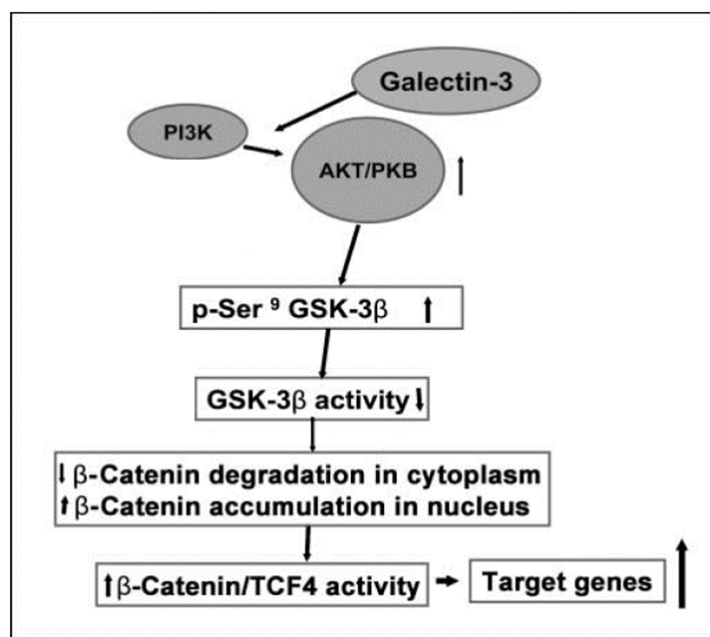 Galectin-3
PI3K
AKT/PKB
p-Ser ⁹ GSK-3β
GSK-3β activity
β-Catenin degradation in cytoplasm
β-Catenin accumulation in nucleus
β-Catenin/TCF4 activity
Target genes